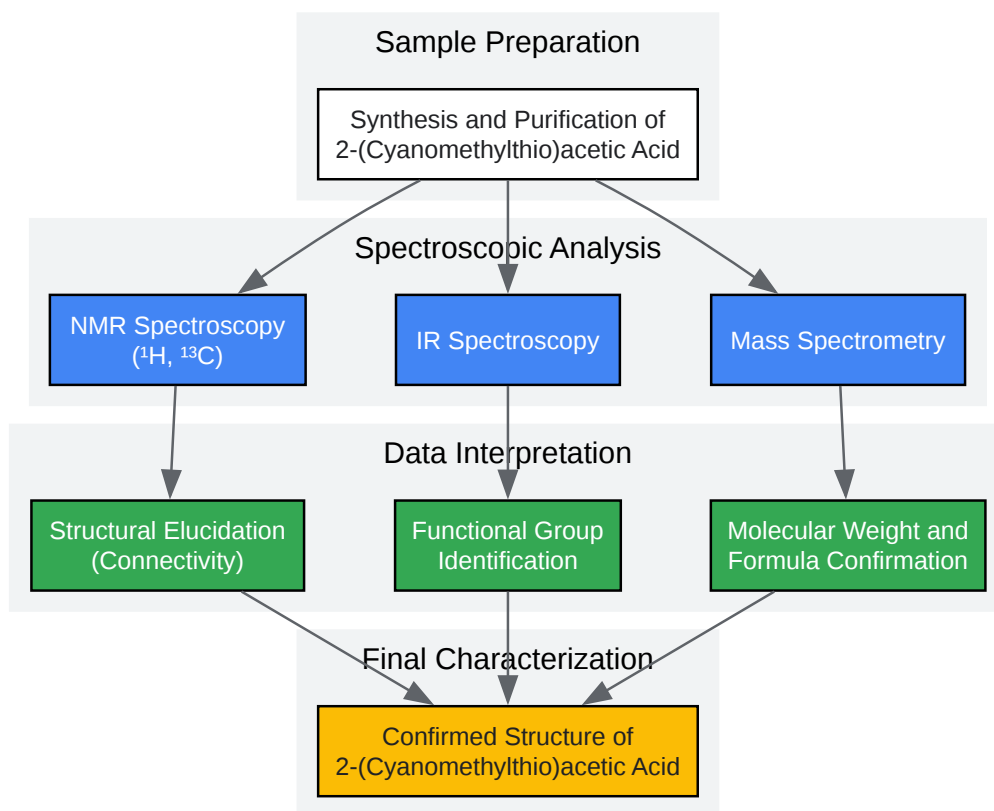 Sample Preparation
Synthesis and Purification of
2-(Cyanomethylthio)acetic Acid
Spectroscopic Analysis
NMR Spectroscopy
(¹H, ¹³C)
IR Spectroscopy
Mass Spectrometry
Data Interpretation
Structural Elucidation
(Connectivity)
Functional Group
Identification
Molecular Weight and
Formula Confirmation
Final Characterization
Confirmed Structure of
2-(Cyanomethylthio)acetic Acid